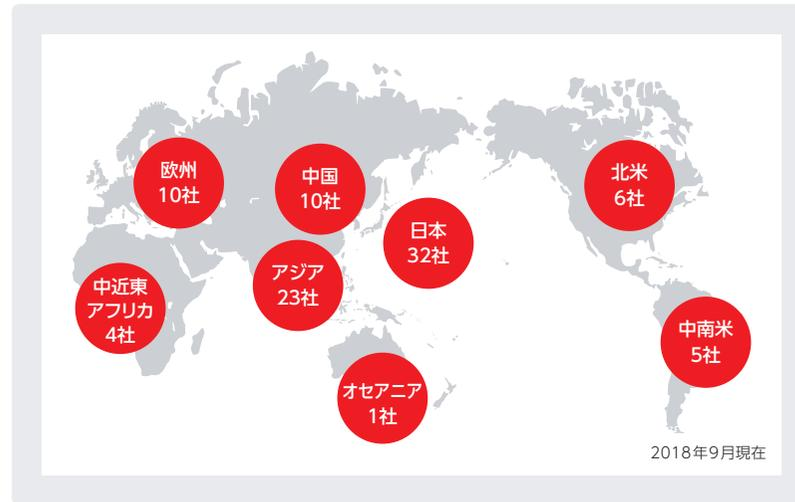 欧州
10社
中国
10社
北米
6社
日本
32社
アジア
23社
中近東
アフリカ
4社
中南米
5社
オセアニア
1社
2018年9月現在